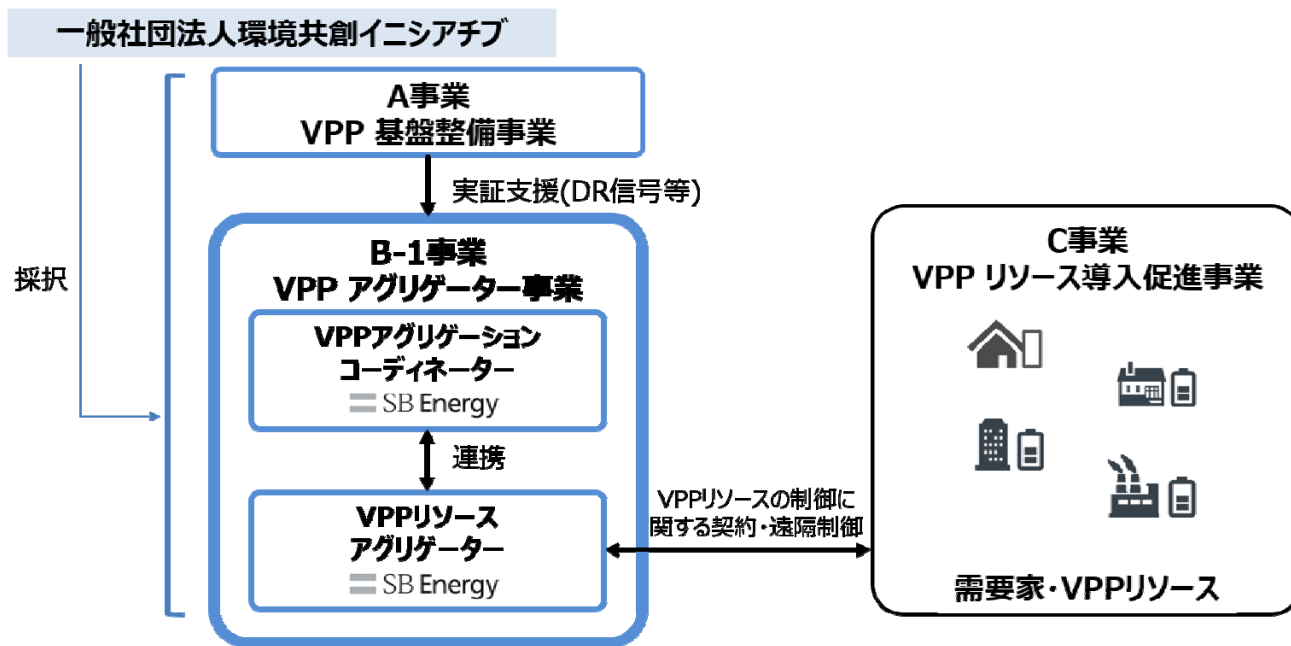 一般社団法人環境共創イニシアチブ
A事業
VPP 基盤整備事業
実証支援(DR信号等)
採択
B-1事業
VPP アグリゲーター事業
VPPアグリゲーション
コーディネーター
SB Energy
連携
VPPリソース
アグリゲーター
SB Energy
VPPリソースの制御に
関する契約・遠隔制御
C事業
VPP リソース導入促進事業
需要家・VPPリソース